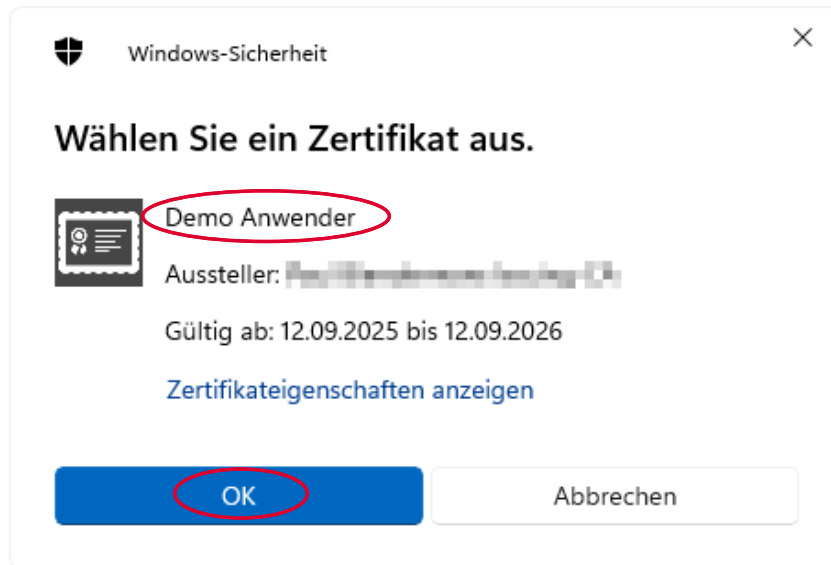 Windows-Sicherheit
Wählen Sie ein Zertifikat aus.
Demo Anwender
Aussteller:
Gültig ab: 12.09.2025 bis 12.09.2026
Zertifikateigenschaften anzeigen
OK
Abbrechen